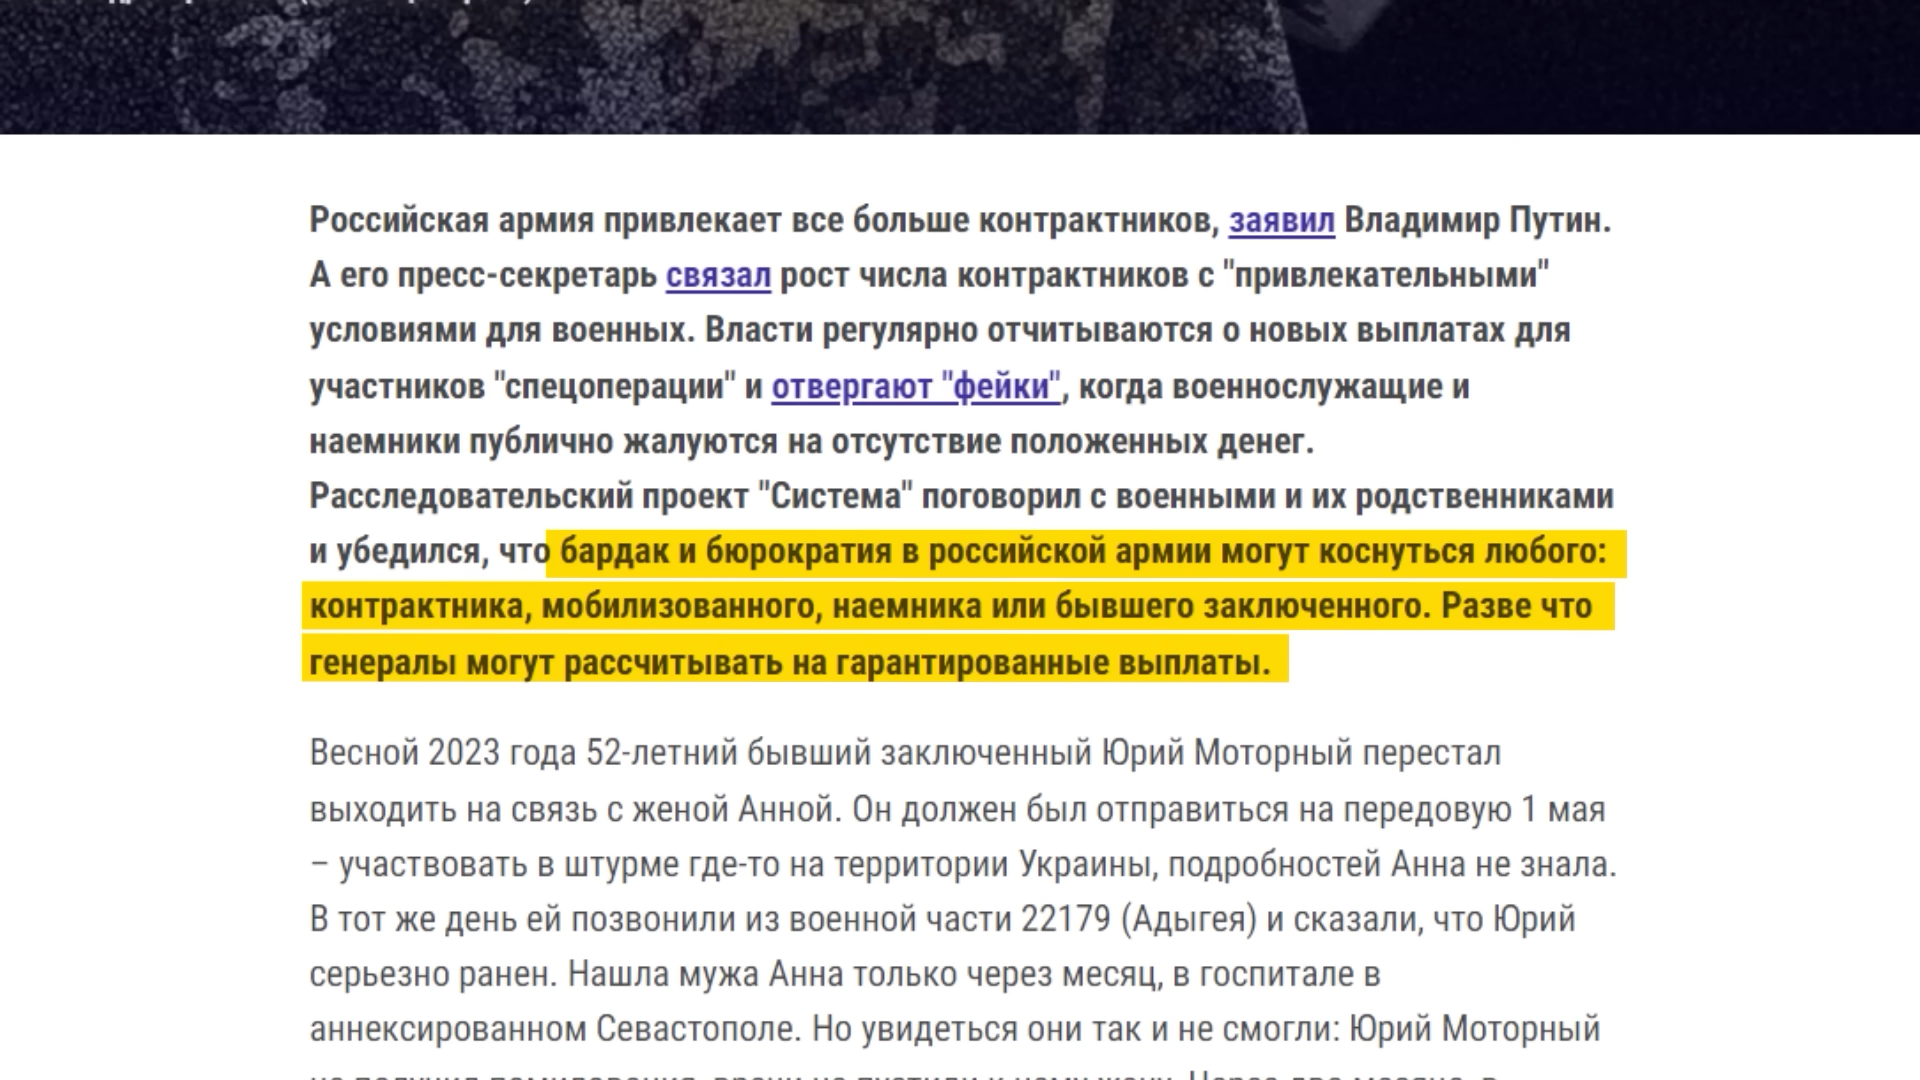 Российская армия привлекает все больше контрактников, заявил Владимир Путин.
А его пресс-секретарь связал рост числа контрактников с "привлекательными"
условиями для военных. Власти регулярно отчитываются о новых выплатах для
участников "спецоперации" и отвергают "фейки", когда военнослужащие и
наемники публично жалуются на отсутствие положенных денег.
Расследовательский проект "Система" поговорил с военными и их родственниками
и убедился, что бардак и бюрократия в российской армии могут коснуться любого:
контрактника, мобилизованного, наемника или бывшего заключенного. Разве что
генералы могут рассчитывать на гарантированные выплаты.
Весной 2023 года 52-летний бывший заключенный Юрий Моторный перестал
выходить на связь с женой Анной. Он должен был отправиться на передовую 1 мая
– участвовать в штурме где-то на территории Украины, подробностей Анна не знала.
В тот же день ей позвонили из военной части 22179 (Адыгея) и сказали, что Юрий
серьезно ранен. Нашла мужа Анна только через месяц, в госпитале в
аннексированном Севастополе. Но увидеться они так и не смогли: Юрий Моторный